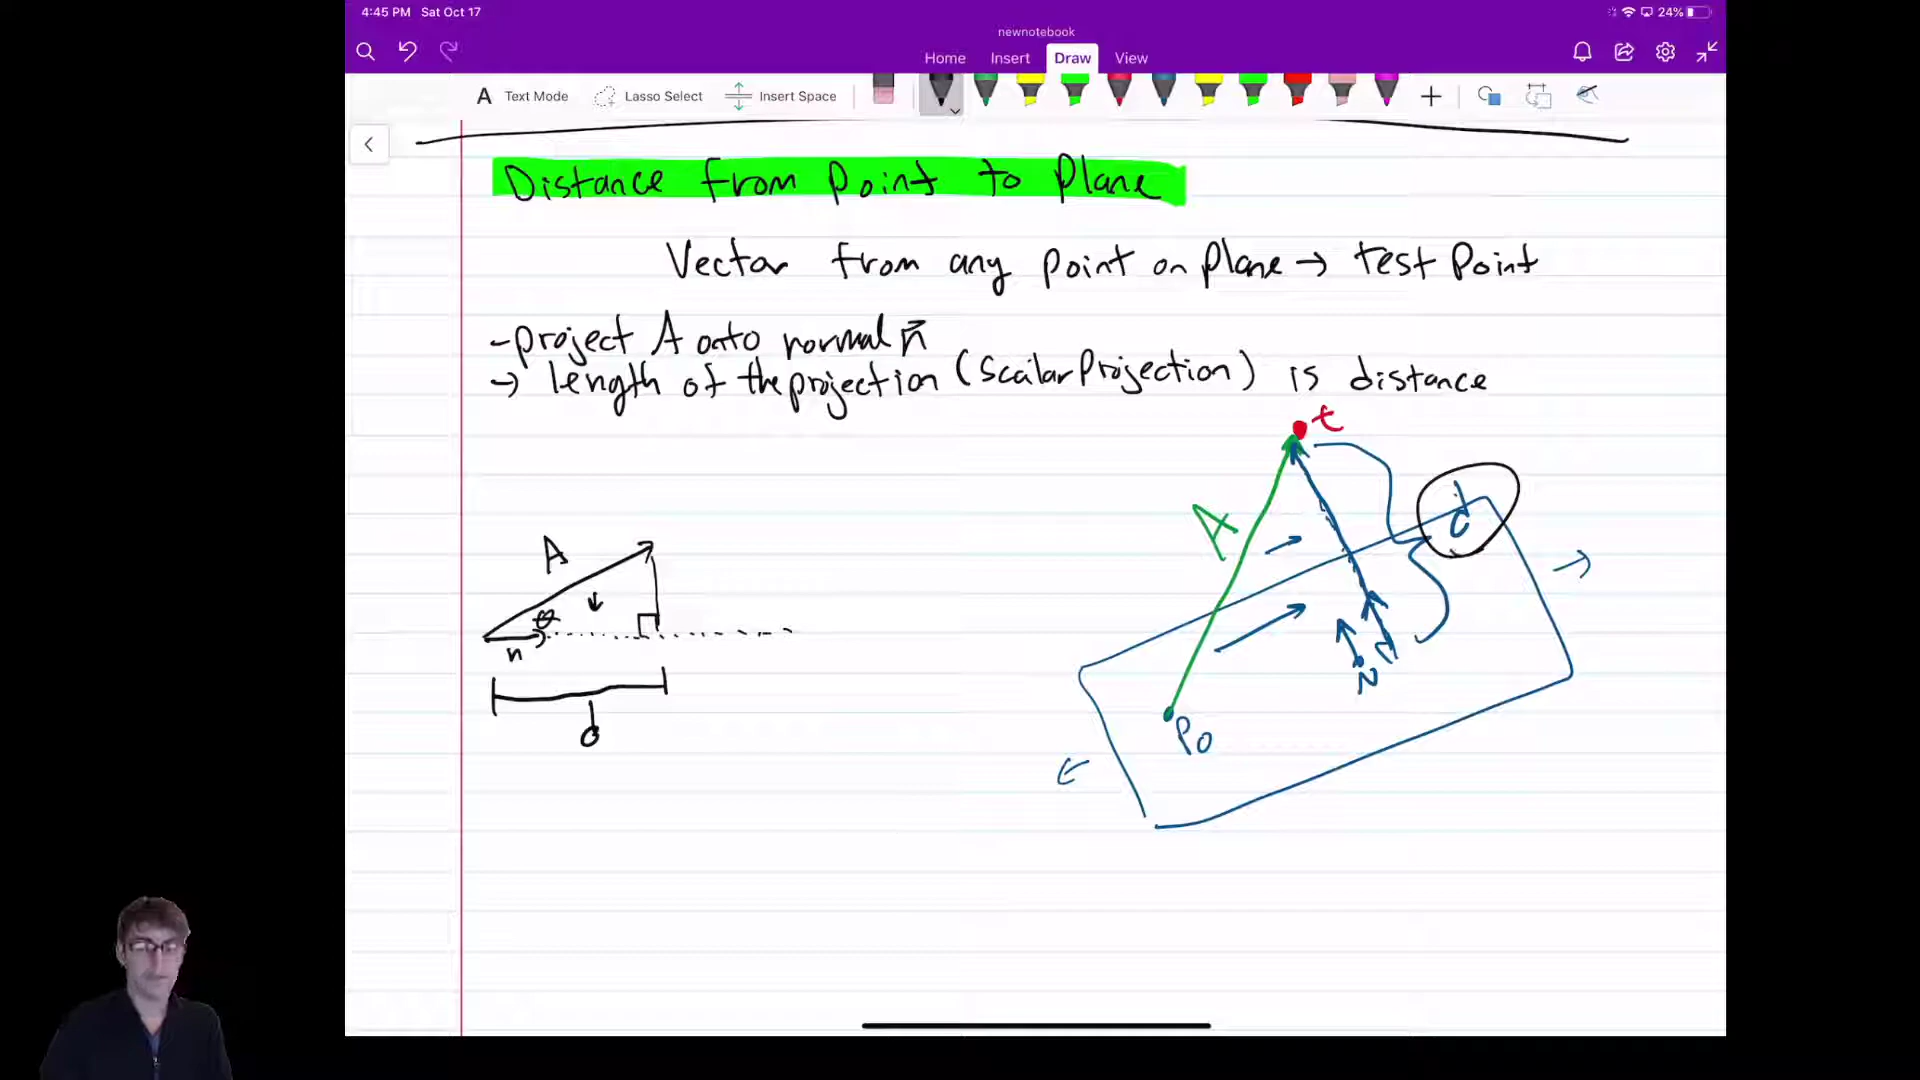 4:45 PM Sat Oct 17
24%
newnotebook
Home Insert Draw View
A Text Mode Lasso Select Insert Space
Distance from Point to Plane
Vector from any point on plane → test Point
- project A onto normal n⃗
→ length of the projection (Scailar Projection) is distance
t
A
d
A
θ
n
N
P0
d